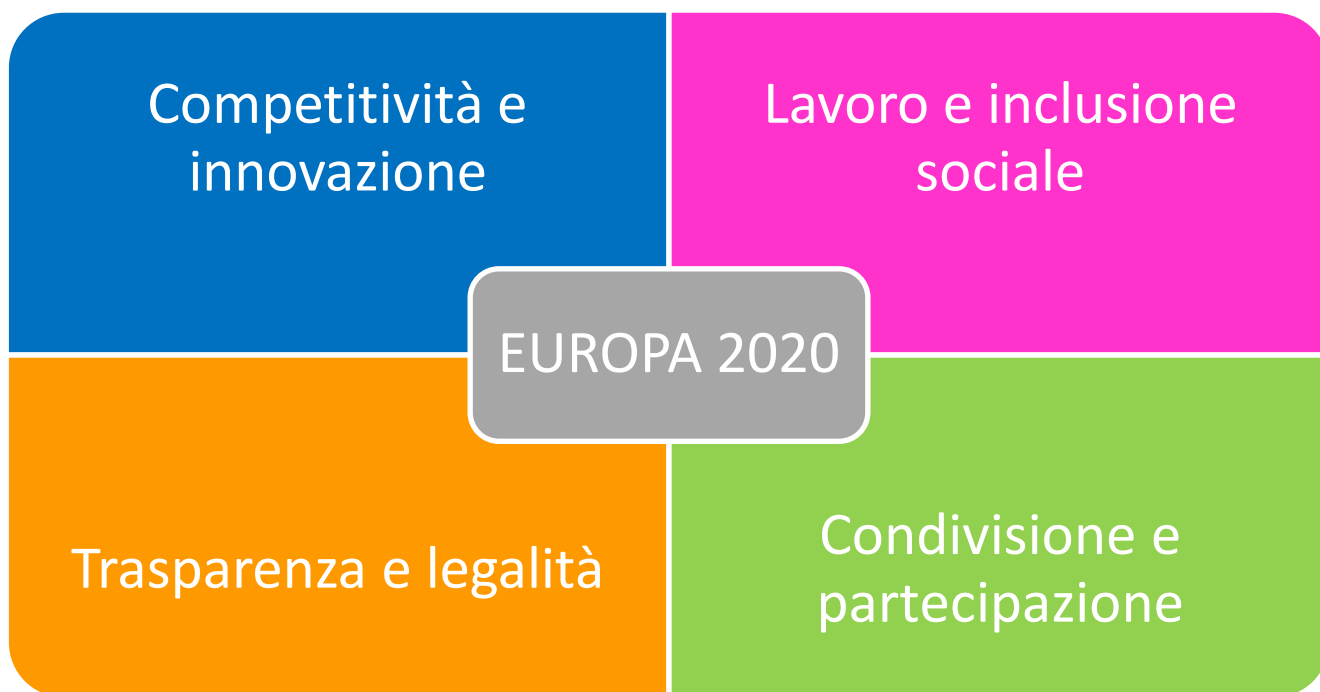 Competitività e
innovazione
Lavoro e inclusione
sociale
EUROPA 2020
Trasparenza e legalità
Condivisione e
partecipazione